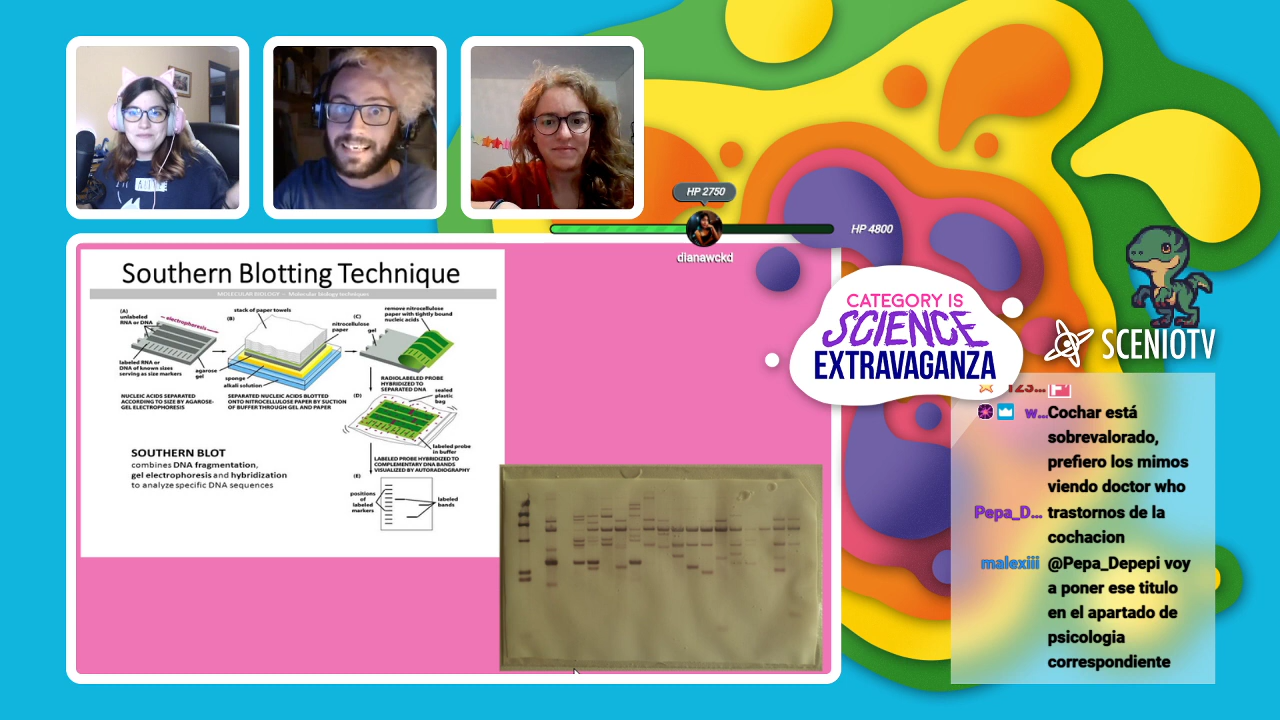 HP 2750
HP 4800
dianawckd
Southern Blotting Technique
MOLECULAR BIOLOGY – Molecular biology techniques
(A)
unlabeled
RNA or DNA
electrophoresis
labeled RNA or
DNA of known sizes
serving as size markers
agarose
gel
NUCLEIC ACIDS SEPARATED
ACCORDING TO SIZE BY AGAROSE-
GEL ELECTROPHORESIS
(B)
stack of paper towels
nitrocellulose
paper
gel
sponge
alkali solution
SEPARATED NUCLEIC ACIDS BLOTTED
ONTO NITROCELLULOSE PAPER BY SUCTION
OF BUFFER THROUGH GEL AND PAPER
(C)
remove nitrocellulose
paper with tightly bound
nucleic acids
RADIOLABELED PROBE
HYBRIDIZED TO
SEPARATED DNA
(D)
sealed
plastic
bag
labeled probe
in buffer
LABELED PROBE HYBRIDIZED TO
COMPLEMENTARY DNA BANDS
VISUALIZED BY AUTORADIOGRAPHY
(E)
positions
of
labeled
markers
labeled
bands
SOUTHERN BLOT
combines DNA fragmentation,
gel electrophoresis and hybridization
to analyze specific DNA sequences
CATEGORY IS
SCIENCE
EXTRAVAGANZA
SCENIOTV
w...Cochar está
sobrevalorado,
prefiero los mimos
viendo doctor who
Pepa_D... trastornos de la
cochacion
malexiii @Pepa_Depepi voy
a poner ese titulo
en el apartado de
psicologia
correspondiente